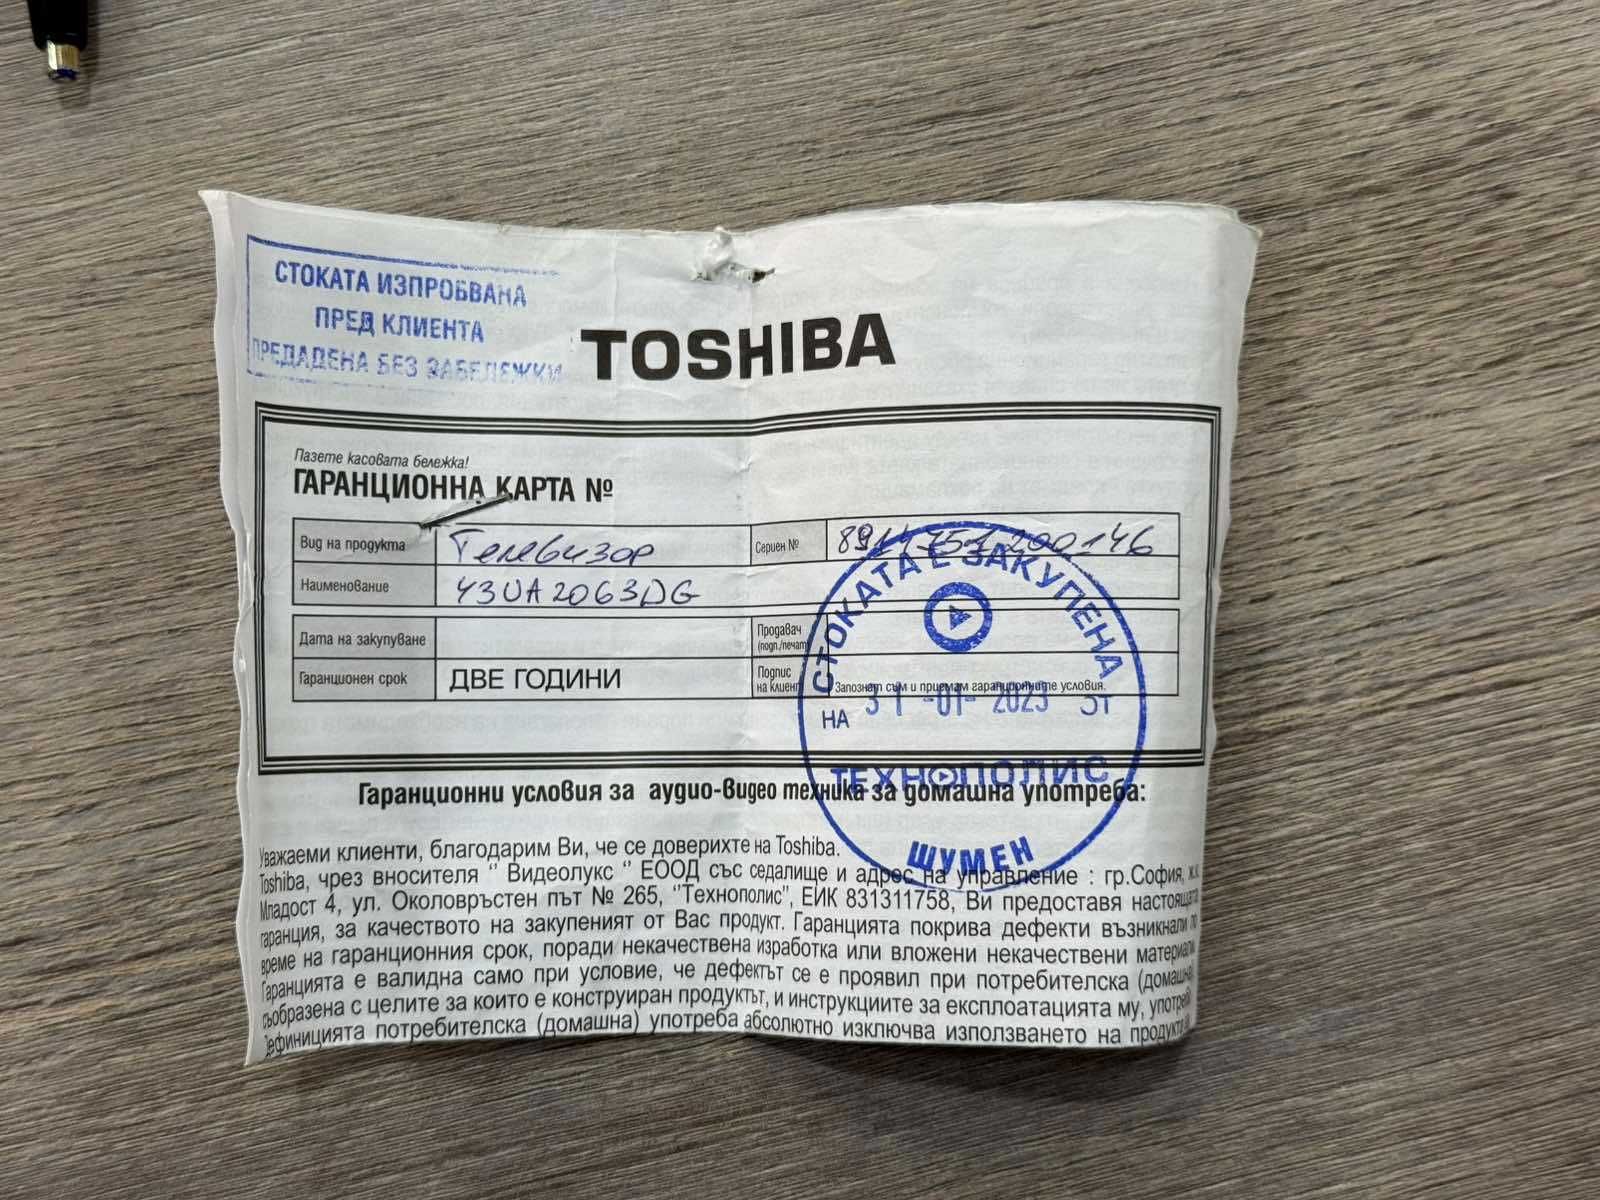 СТОКАТА ИЗПРОБВАНА
ПРЕД КЛИЕНТА
ПРЕДАДЕНА БЕЗ ЗАБЕЛЕЖКИ
TOSHIBA
Пазете касовата бележка!
ГАРАНЦИОННА КАРТА №
Вид на продукта Телевизор Сериен №
Наименование 43UA2063DG
Дата на закупуване Продавач (подп./печат)
Гаранционен срок ДВЕ ГОДИНИ Подпис на клиент Запознат съм и приемам гаранционните условия.
СТОКАТА Е ЗАКУПЕНА
НА 31 -01- 2023 ОТ
ТЕХНОПОЛИС
ШУМЕН
Гаранционни условия за аудио-видео техника за домашна употреба:
Уважаеми клиенти, благодарим Ви, че се доверихте на Toshiba.
Toshiba, чрез вносителя " Видеолукс " ЕООД със седалище и адрес на управление : гр.София, ж.к.
Младост 4, ул. Околовръстен път № 265, "Технополис", ЕИК 831311758, Ви предоставя настоящата
гаранция, за качеството на закупеният от Вас продукт. Гаранцията покрива дефекти възникнали по
време на гаранционния срок, поради некачествена изработка или вложени некачествени материали.
Гаранцията е валидна само при условие, че дефектът се е проявил при потребителска (домашна)
съобразена с целите за които е конструиран продуктът, и инструкциите за експлоатацията му, употреба.
Дефиницията потребителска (домашна) употреба абсолютно изключва използването на продукта